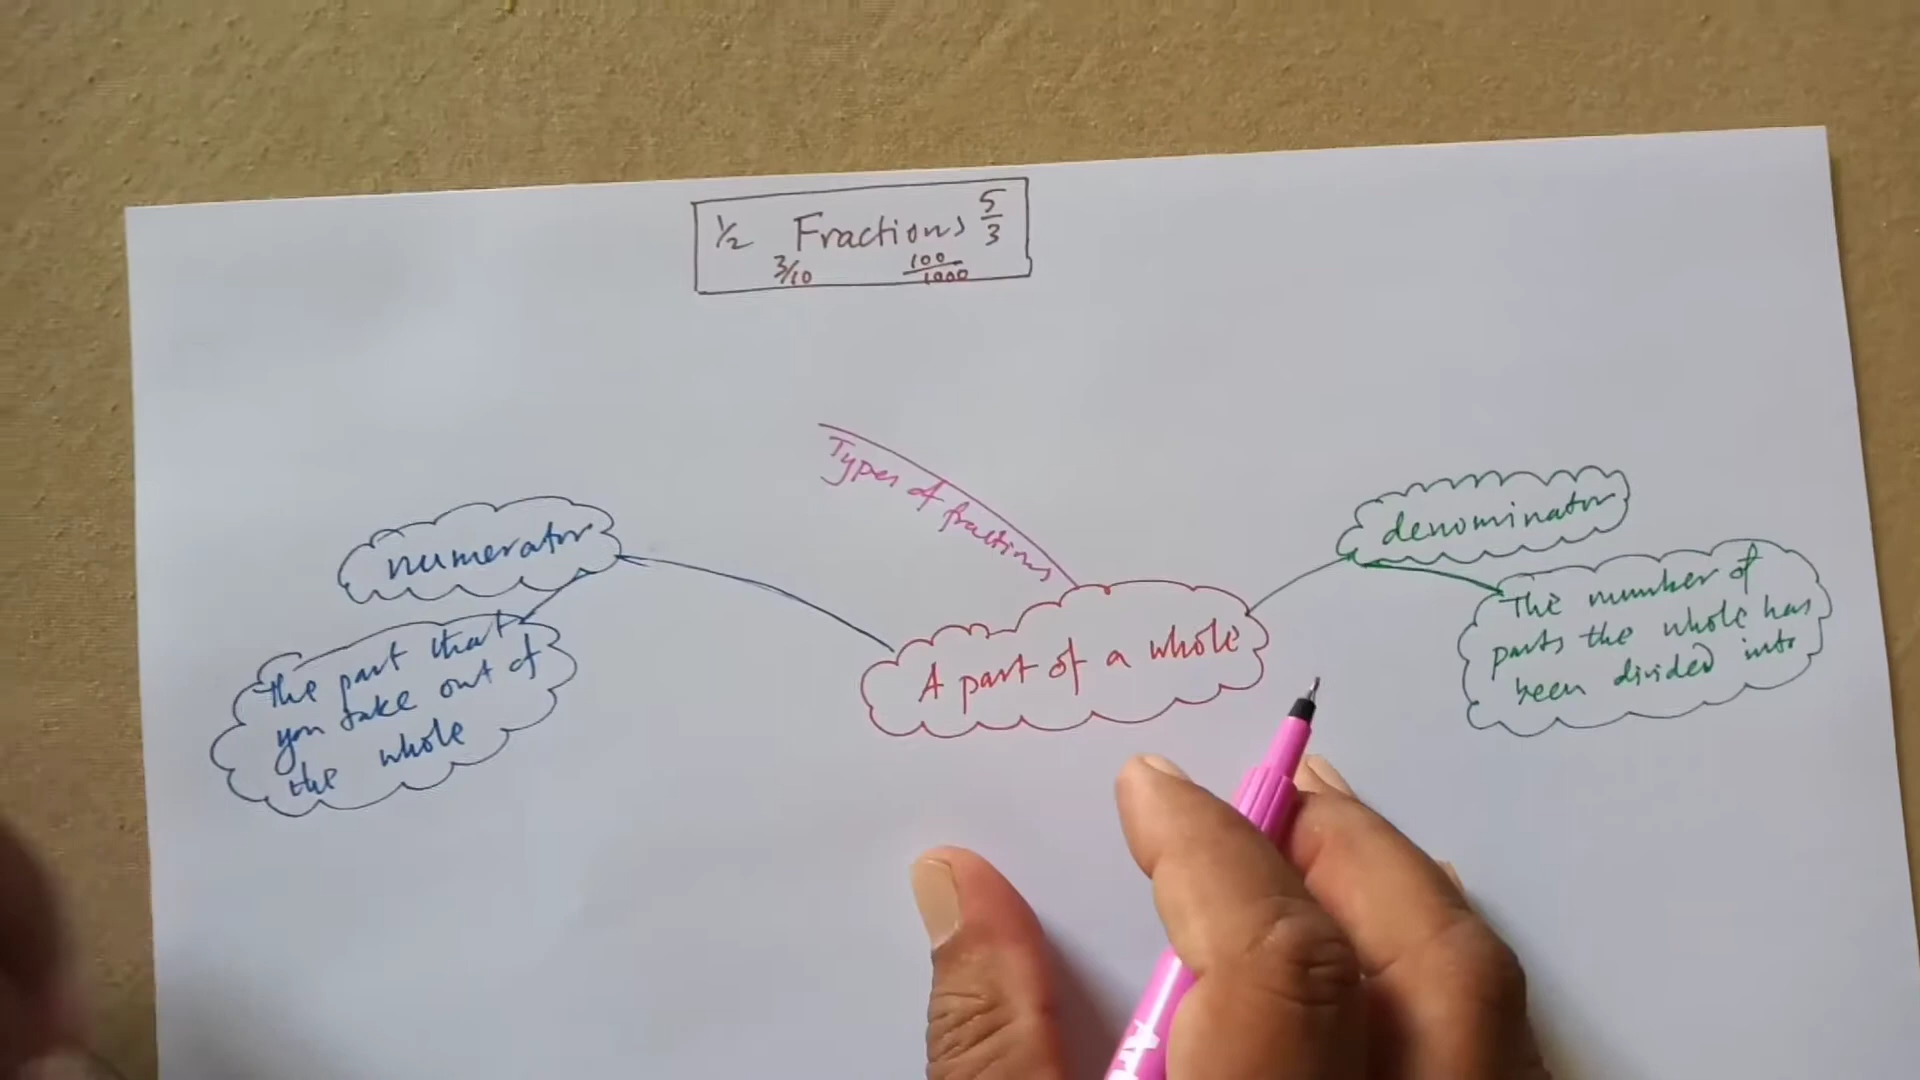 1/2 Fractions 5/3
3/10 100/1000
Types of fractions
numerator
The part that
you take out of
the whole
A part of a whole
denominator
The number of
parts the whole has
been divided into